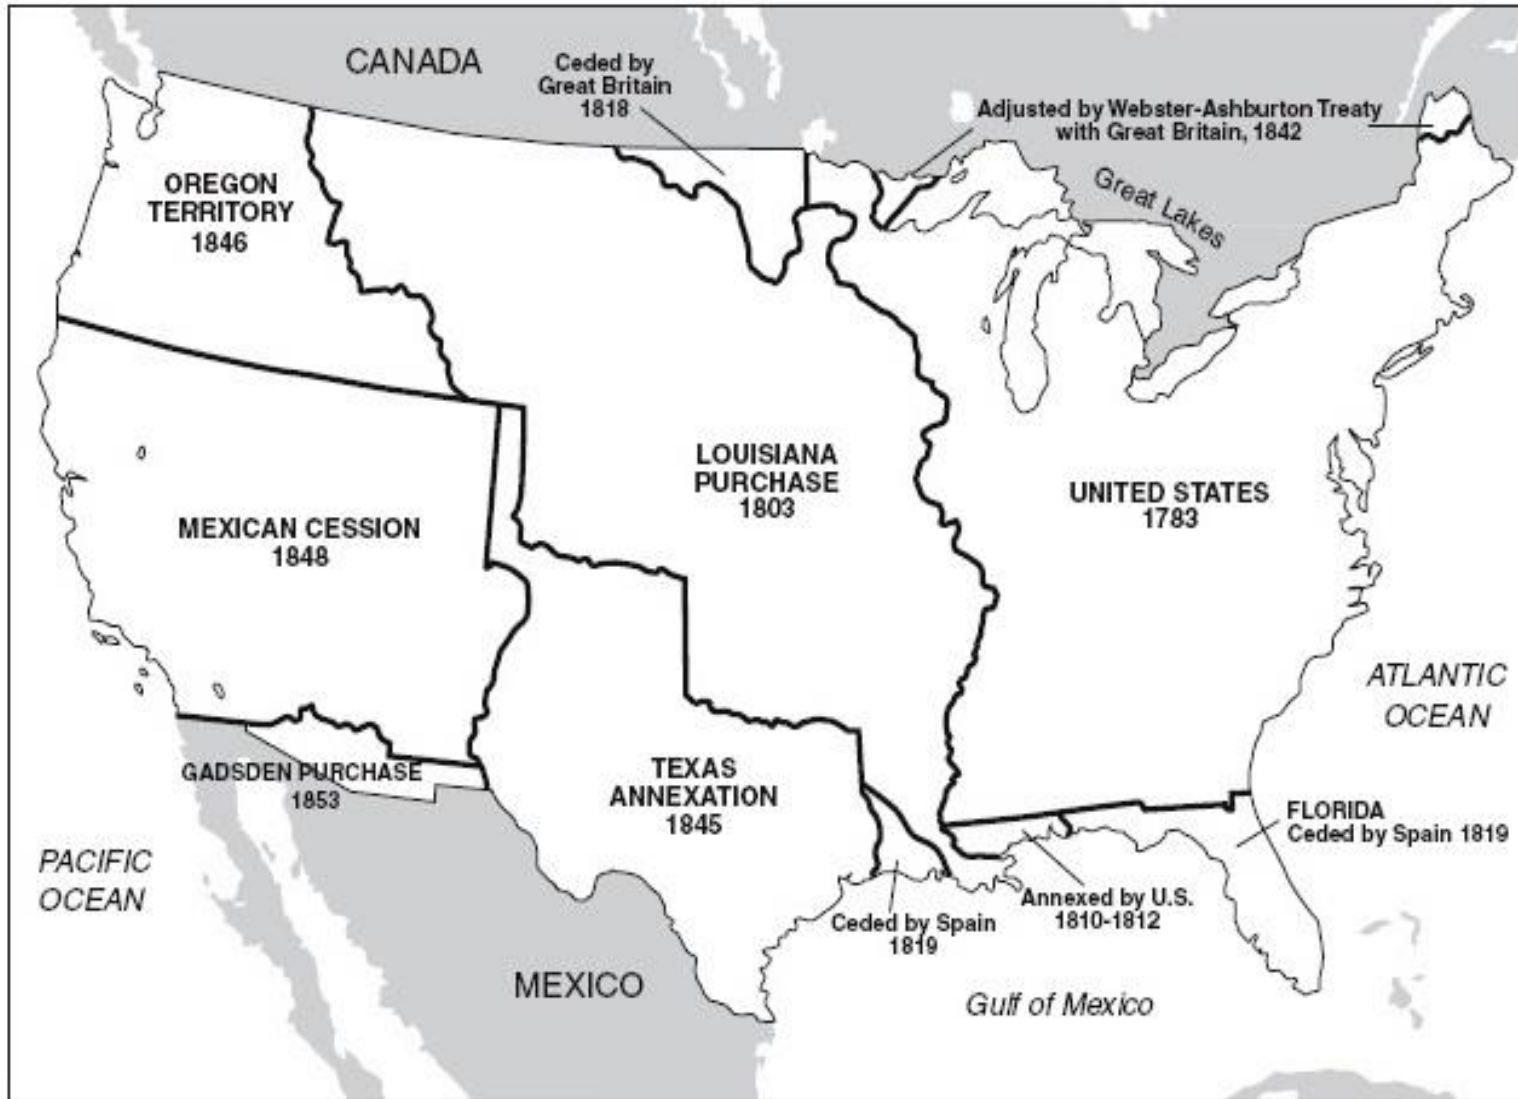 CANADA
Ceded by
Great Britain
1818
Adjusted by Webster-Ashburton Treaty
with Great Britain, 1842
Great Lakes
OREGON
TERRITORY
1846
LOUISIANA
PURCHASE
1803
UNITED STATES
1783
MEXICAN CESSION
1848
ATLANTIC
OCEAN
GADSDEN PURCHASE
1853
TEXAS
ANNEXATION
1845
FLORIDA
Ceded by Spain 1819
PACIFIC
OCEAN
Ceded by Spain
1819
Annexed by U.S.
1810-1812
MEXICO
Gulf of Mexico